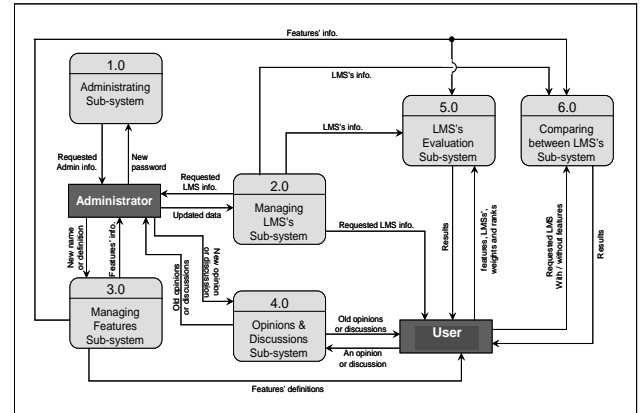 Features' info.
1.0
Administrating
Sub-system
LMS's info.
5.0
LMS's
Evaluation
Sub-system
6.0
Comparing
between LMS's
Sub-system
LMS's info.
Requested
Admin info.
New
password
Requested
LMS info.
2.0
Managing
LMS's
Sub-system
Administrator
Updated data
Requested LMS info.
New name
or definition
Features' info.
Old opinions
or discussions
New opinion
or discussion
Results
features, LMSs',
weights and ranks
Requested LMS
With / without features
Results
3.0
Managing
Features
Sub-system
4.0
Opinions &
Discussions
Sub-system
Old opinions
or discussions
An opinion
or discussion
User
Features' definitions